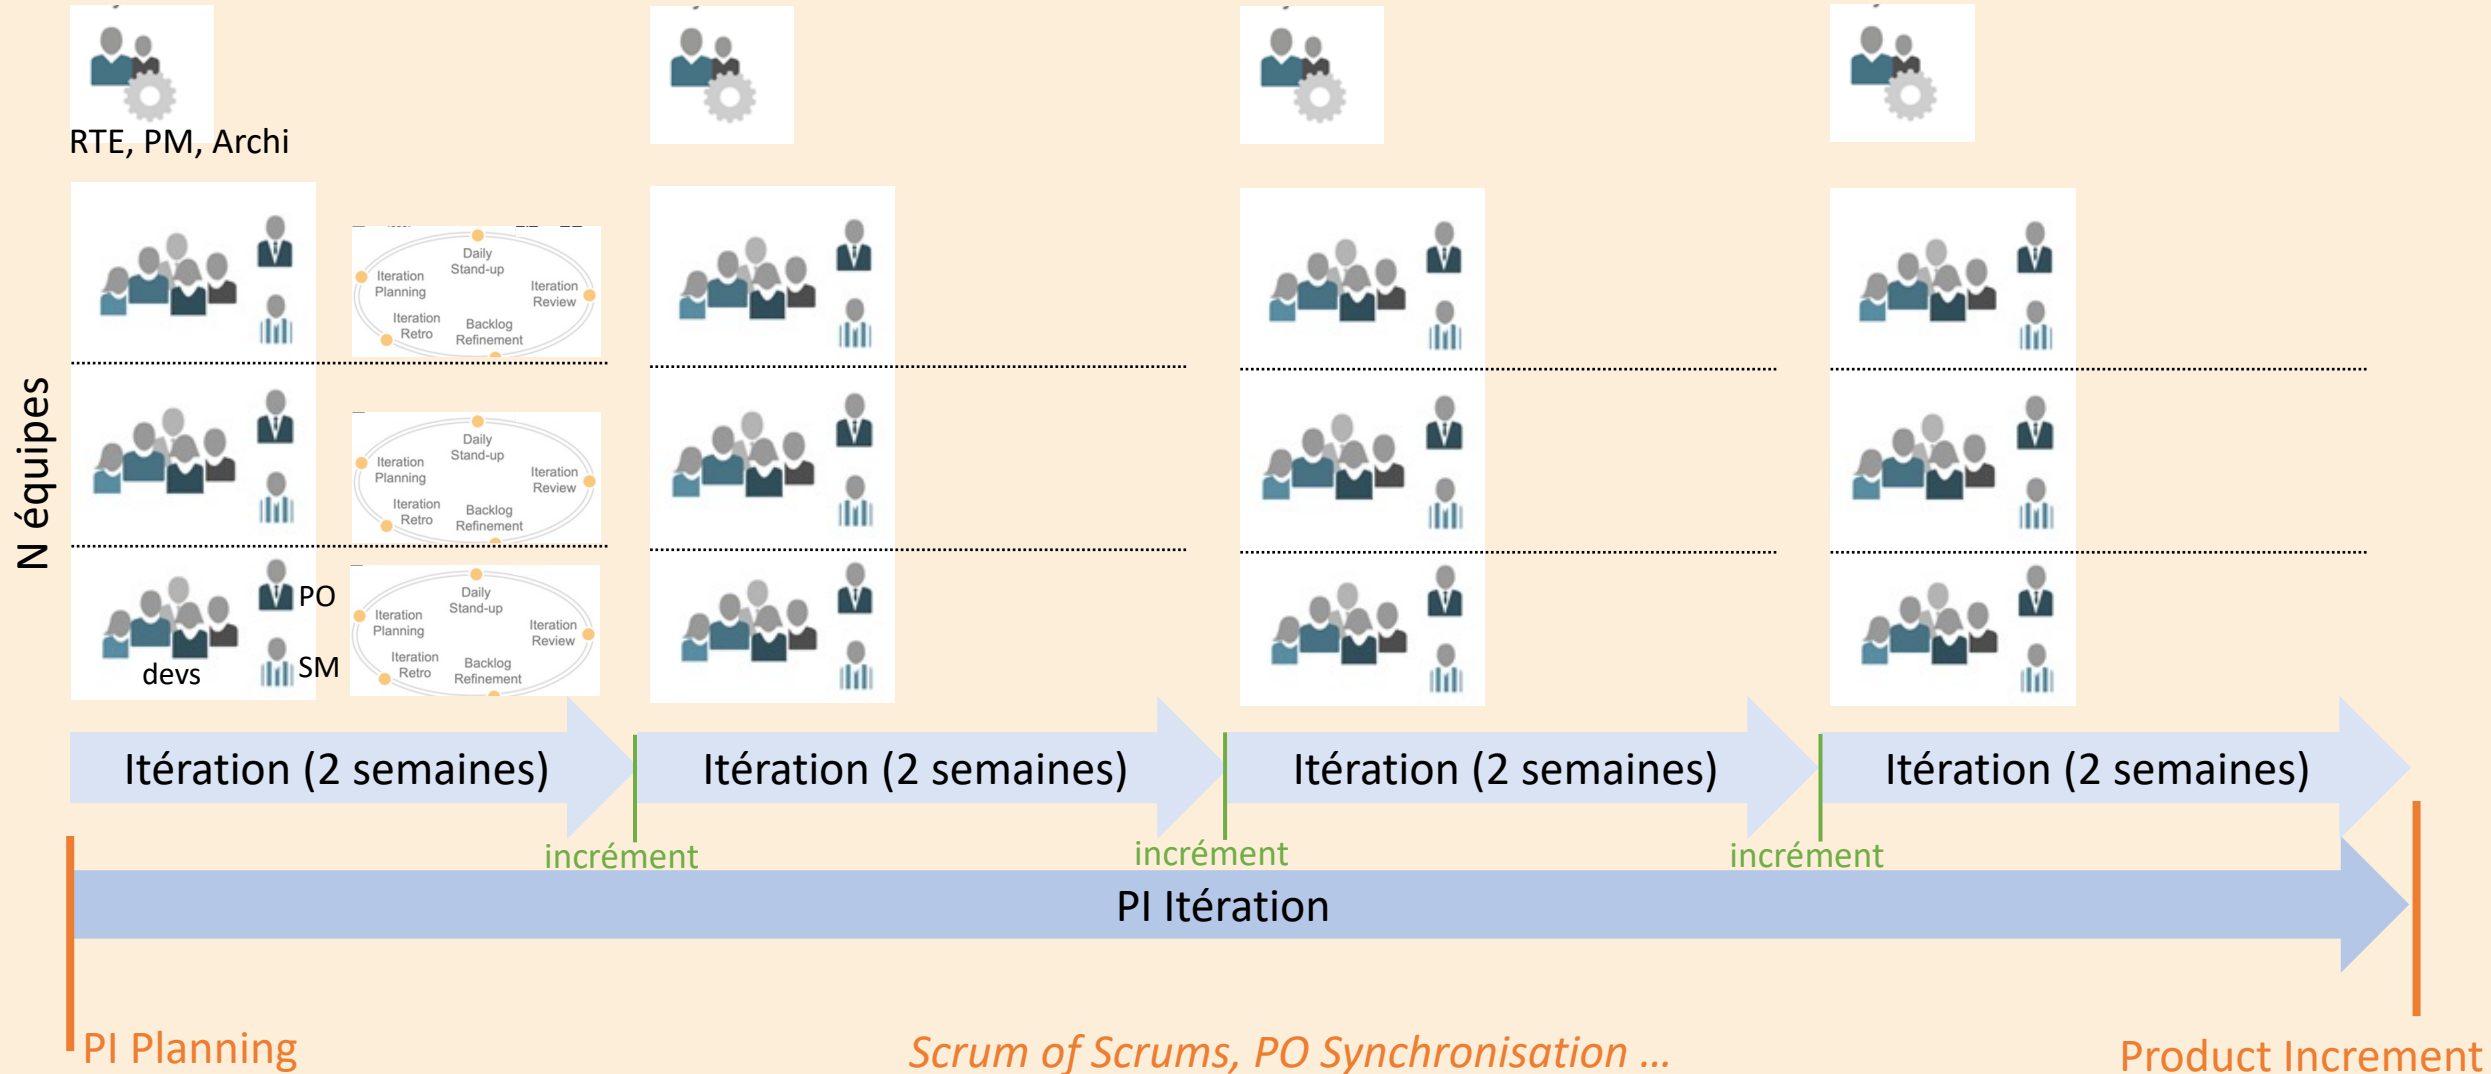 RTE, PM, Archi
N équipes
Daily
Stand-up
Iteration
Planning
Iteration
Review
Iteration
Retro
Backlog
Refinement
Daily
Stand-up
Iteration
Planning
Iteration
Review
Iteration
Retro
Backlog
Refinement
PO
SM
devs
Daily
Stand-up
Iteration
Planning
Iteration
Review
Iteration
Retro
Backlog
Refinement
Itération (2 semaines)
Itération (2 semaines)
Itération (2 semaines)
Itération (2 semaines)
incrément
incrément
incrément
PI Itération
PI Planning
Scrum of Scrums, PO Synchronisation ...
Product Increment